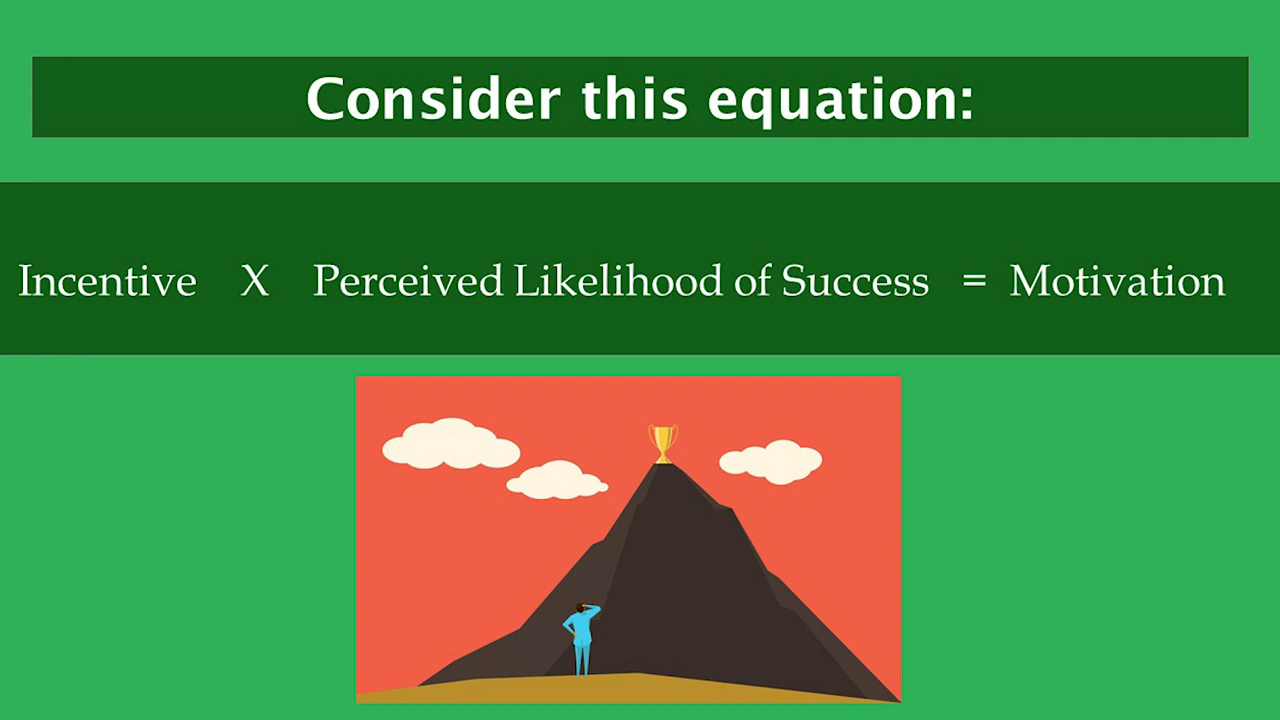 Consider this equation:
Incentive X Perceived Likelihood of Success = Motivation